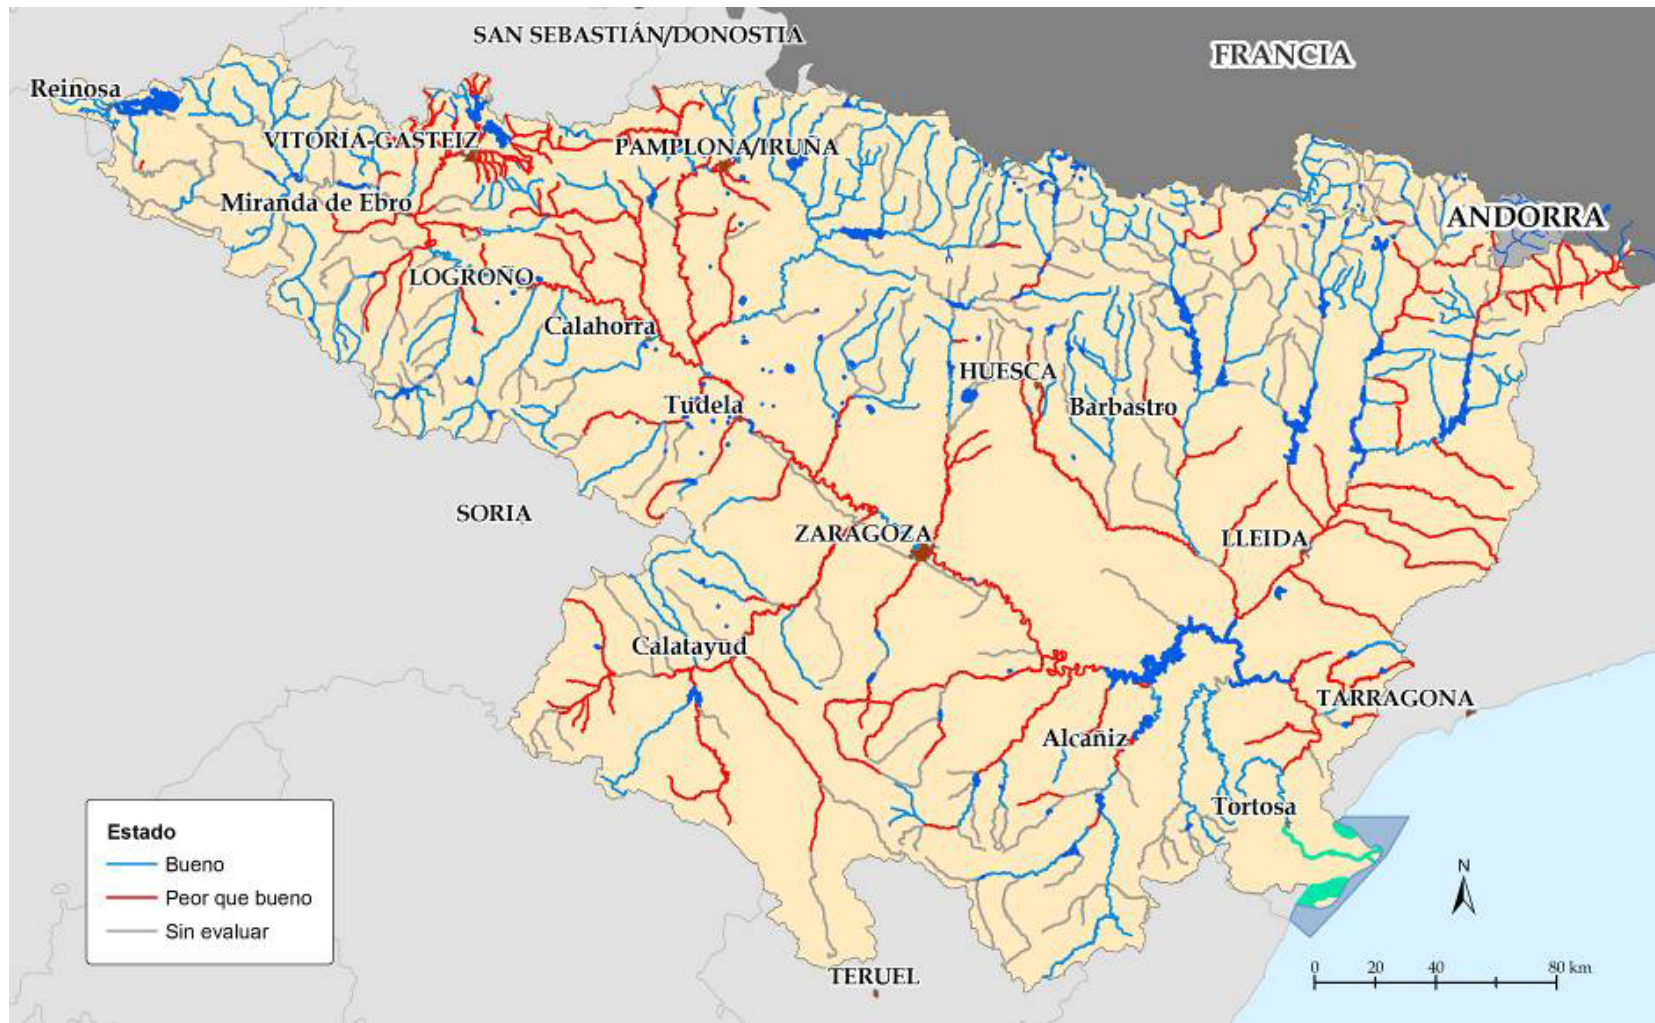 SAN SEBASTIÁN/DONOSTIA
FRANCIA
Reinosa
VITORIA-GASTEIZ
PAMPLONA/IRUÑA
Miranda de Ebro
ANDORRA
LOGROÑO
Calahorra
HUESCA
Tudela
Barbastro
SORIA
ZARAGOZA
LLEIDA
Calatayud
TARRAGONA
Alcañiz
Tortosa
TERUEL
Estado
Bueno
Peor que bueno
Sin evaluar
N
0 20 40 80 km